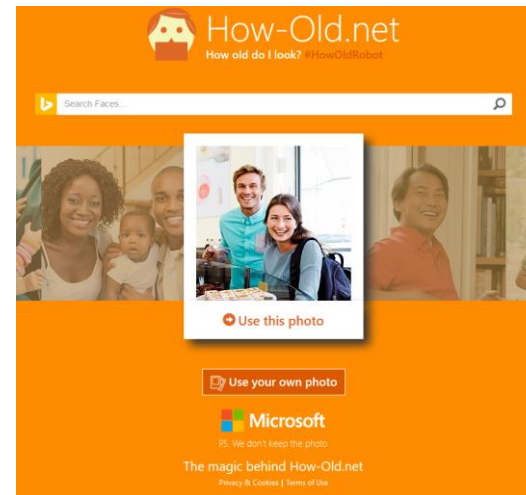 How-Old.net
How old do I look? #HowOldRobot
Search Faces...
Use this photo
Use your own photo
Microsoft
P.S. We don't keep the photo
The magic behind How-Old.net
Privacy & Cookies | Terms of Use